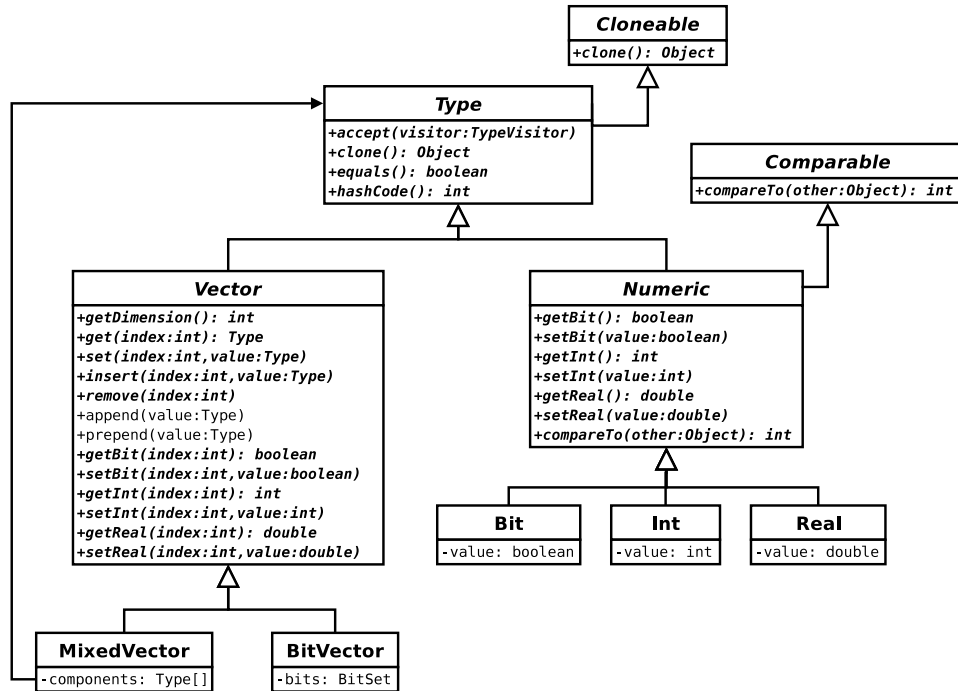 Cloneable
+clone(): Object
Type
+accept(visitor:TypeVisitor)
+clone(): Object
+equals(): boolean
+hashCode(): int
Comparable
+compareTo(other:Object): int
Vector
+getDimension(): int
+get(index:int): Type
+set(index:int,value:Type)
+insert(index:int,value:Type)
+remove(index:int)
+append(value:Type)
+prepend(value:Type)
+getBit(index:int): boolean
+setBit(index:int,value:boolean)
+getInt(index:int): int
+setInt(index:int,value:int)
+getReal(index:int): double
+setReal(index:int,value:double)
Numeric
+getBit(): boolean
+setBit(value:boolean)
+getInt(): int
+setInt(value:int)
+getReal(): double
+setReal(value:double)
+compareTo(other:Object): int
Bit
-value: boolean
Int
-value: int
Real
-value: double
MixedVector
-components: Type[]
BitVector
-bits: BitSet